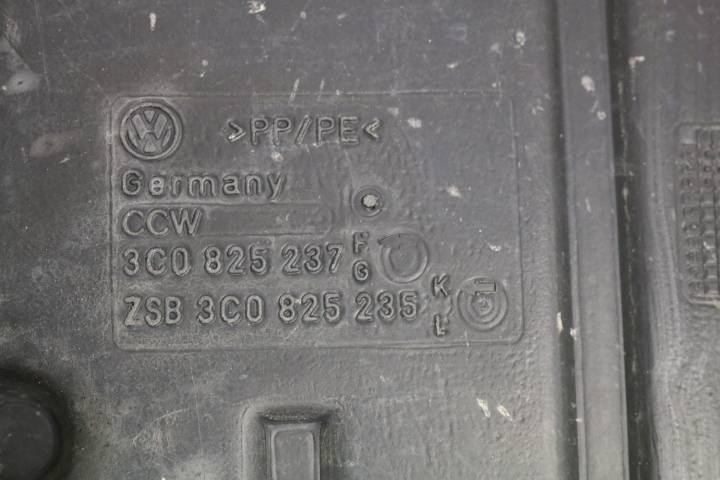 VW >PP/PE<
Germany
CCW
3C0 825 237 F G
ZSB 3C0 825 235 K L